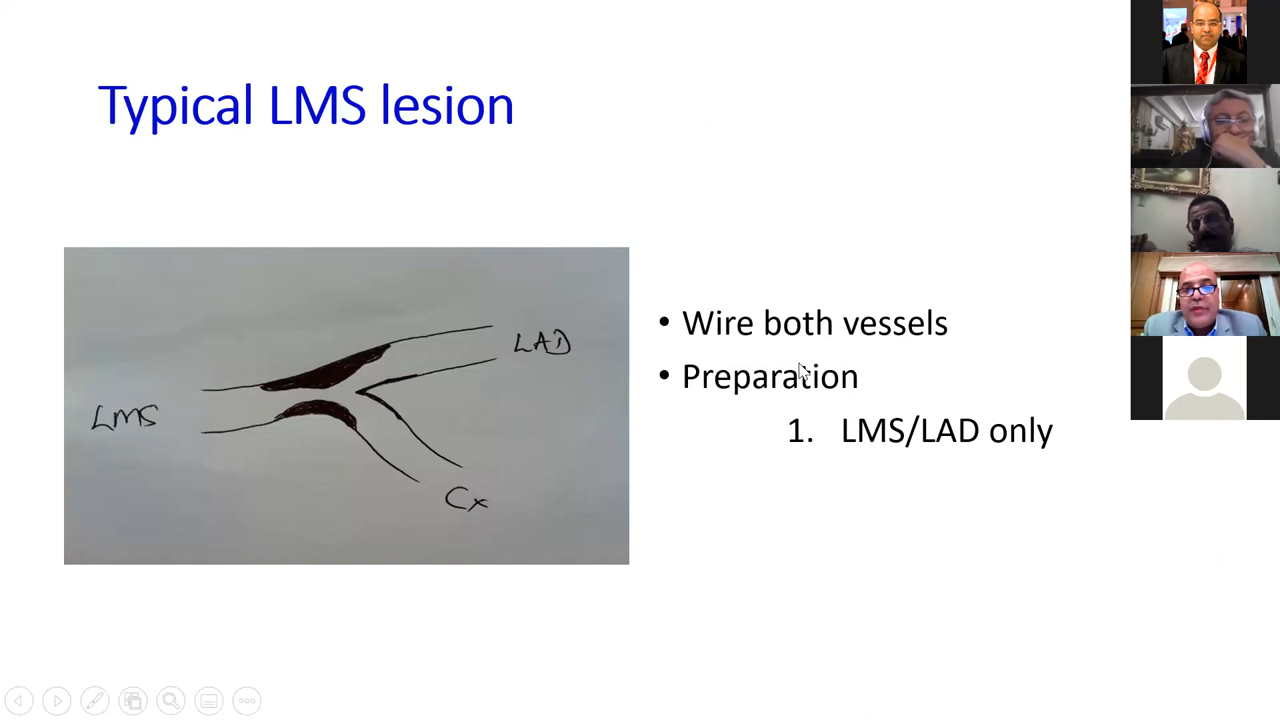 Typical LMS lesion
LMS
LAD
Cx
• Wire both vessels
• Preparation
1. LMS/LAD only